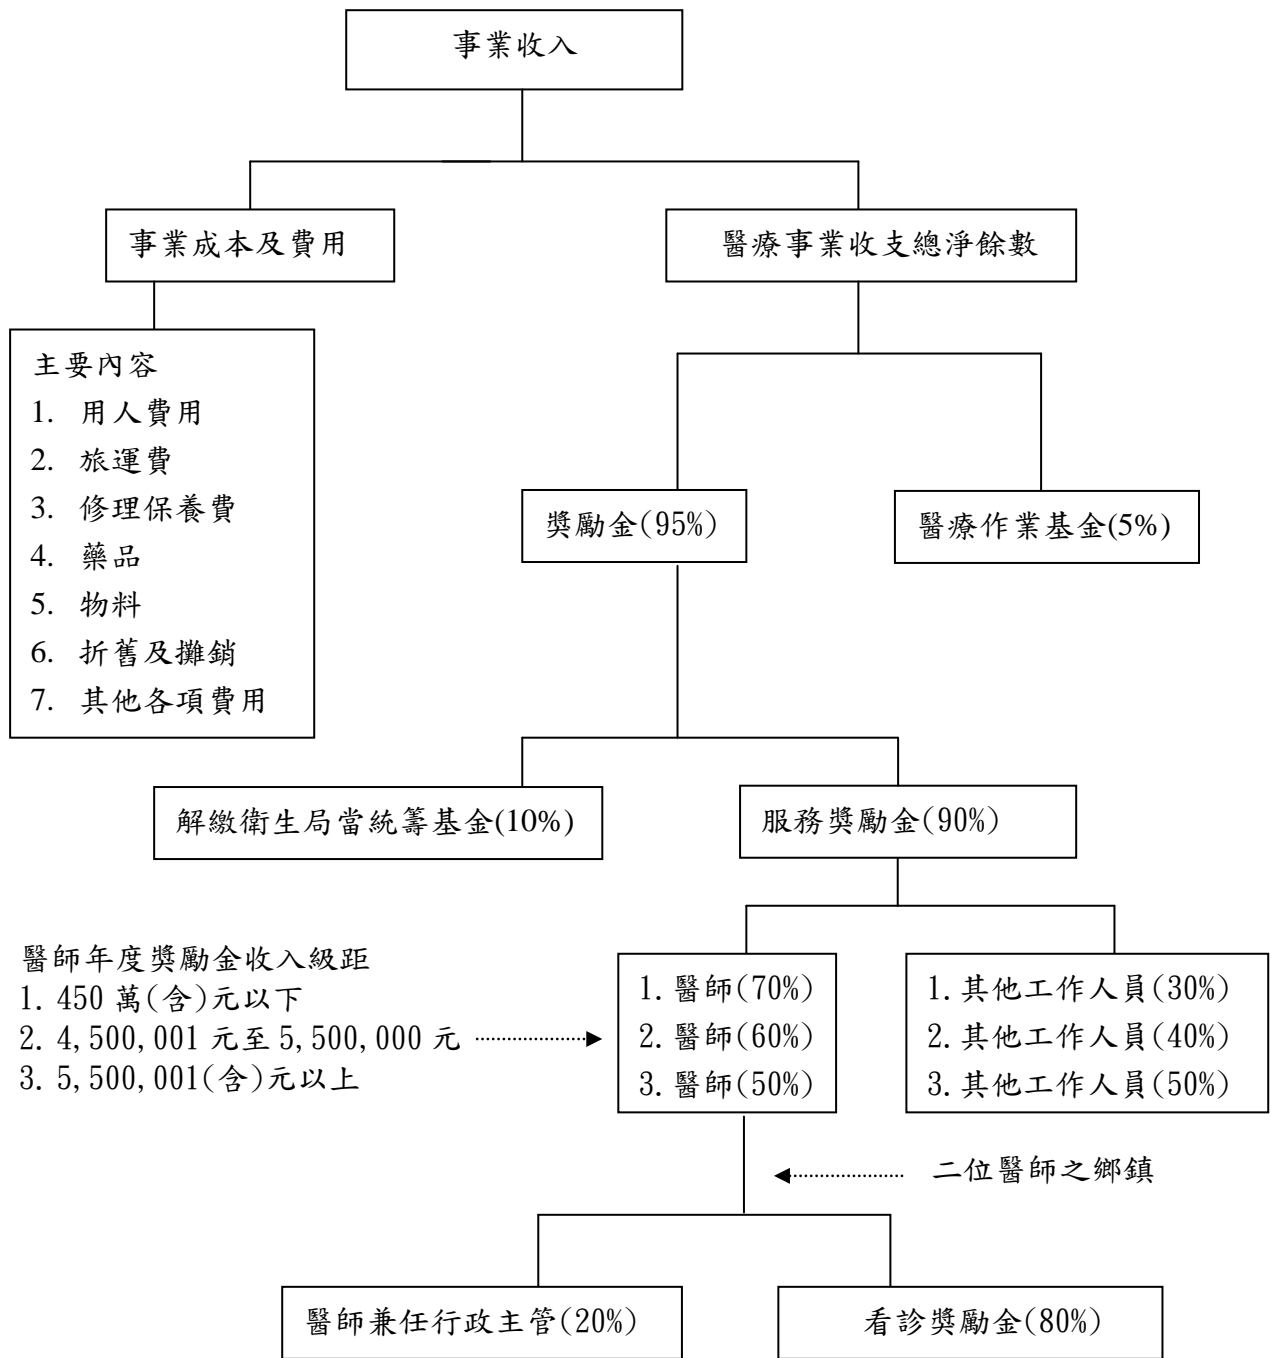 事業收入
事業成本及費用
醫療事業收支總淨餘數
主要內容
1. 用人費用
2. 旅運費
3. 修理保養費
4. 藥品
5. 物料
6. 折舊及攤銷
7. 其他各項費用
獎勵金(95%)
醫療作業基金(5%)
解繳衛生局當統籌基金(10%)
服務獎勵金(90%)
醫師年度獎勵金收入級距
1. 450 萬(含)元以下
2. 4,500,001 元至 5,500,000 元
3. 5,500,001(含)元以上
1. 醫師(70%)
2. 醫師(60%)
3. 醫師(50%)
1. 其他工作人員(30%)
2. 其他工作人員(40%)
3. 其他工作人員(50%)
二位醫師之鄉鎮
醫師兼任行政主管(20%)
看診獎勵金(80%)